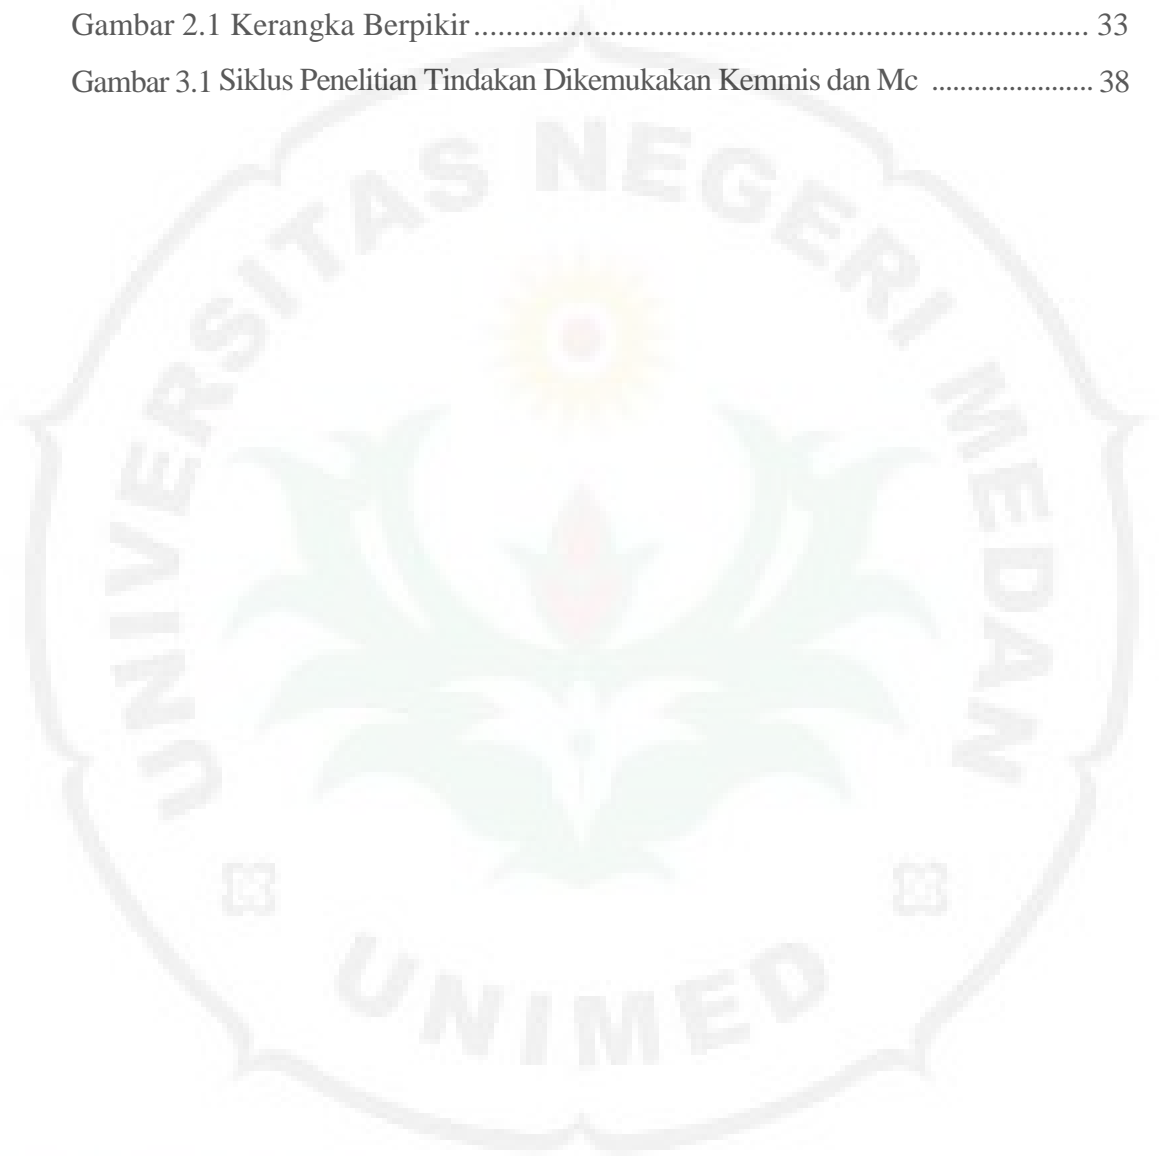 Gambar 2.1 Kerangka Berpikir ................................................................ 33
Gambar 3.1 Siklus Penelitian Tindakan Dikemukakan Kemmis dan Mc ....................... 38
UNIVERSITAS NEGERI MEDAN
UNIMED